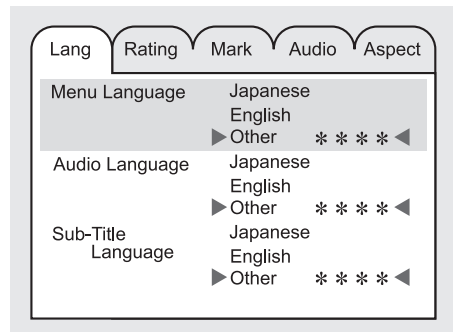 Lang Rating Mark Audio Aspect
Menu Language Japanese
English
▶Other ＊＊＊＊◀
Audio Language Japanese
English
▶Other ＊＊＊＊◀
Sub-Title Japanese
Language English
▶Other ＊＊＊＊◀